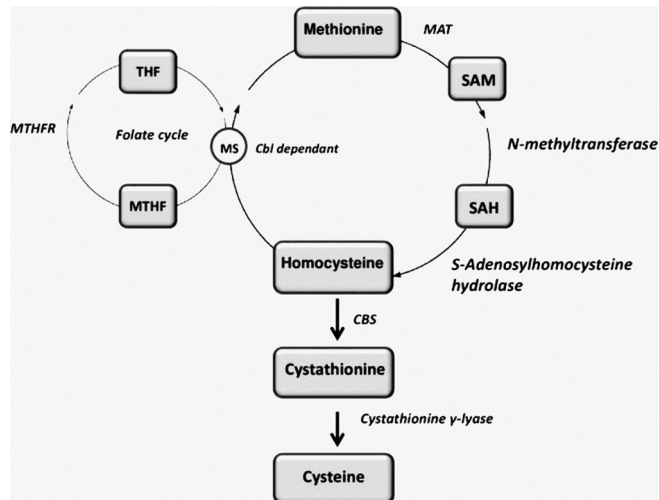 Methionine
MAT
THF
SAM
MTHFR
Folate cycle
MS
Cbl dependant
N-methyltransferase
MTHF
SAH
Homocysteine
S-Adenosylhomocysteine
hydrolase
CBS
Cystathionine
Cystathionine γ-lyase
Cysteine